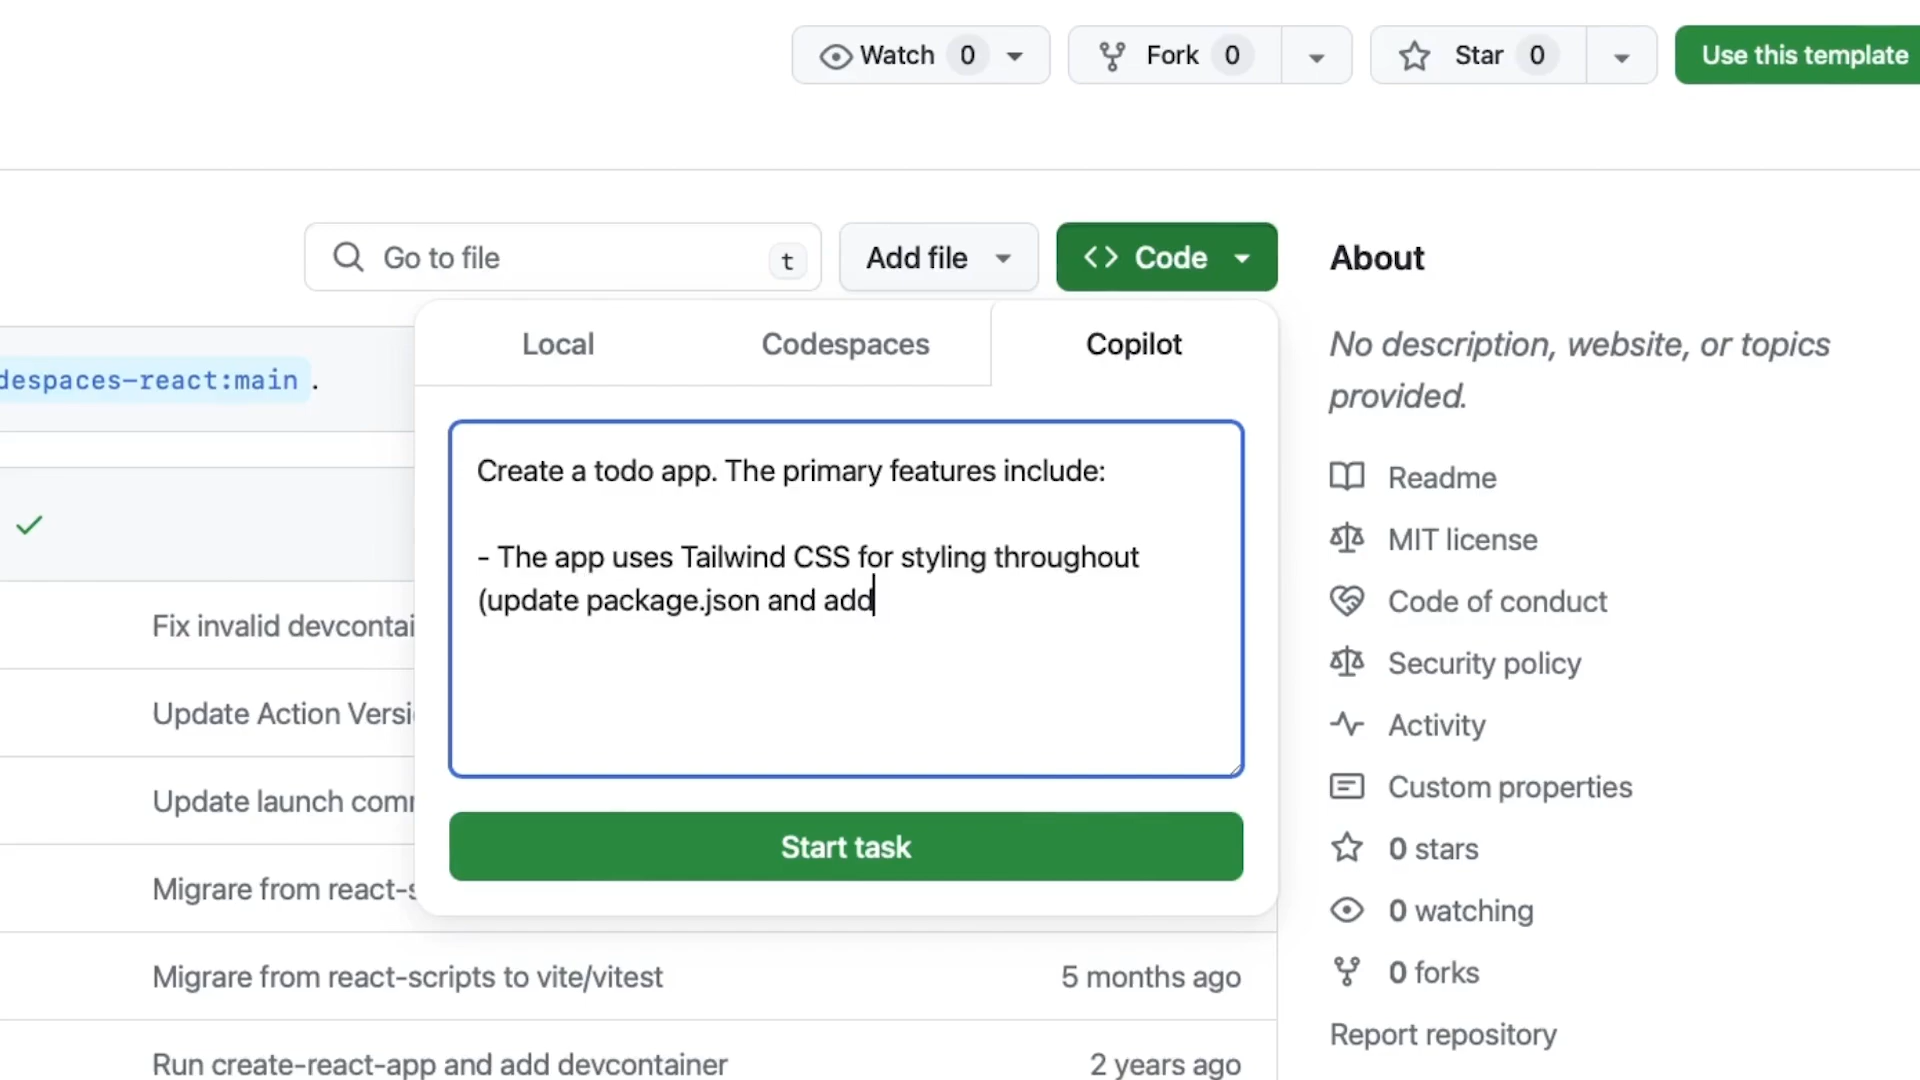 Watch 0
Fork 0
Star 0
Use this template
Go to file
t
Add file
<> Code
About
Local
Codespaces
Copilot
No description, website, or topics
provided.
despaces-react:main .
Create a todo app. The primary features include:
- The app uses Tailwind CSS for styling throughout
(update package.json and add
Start task
Readme
MIT license
Code of conduct
Security policy
Activity
Custom properties
0 stars
0 watching
0 forks
Report repository
Fix invalid devcontai
Update Action Versi
Update launch com
Migrare from react-s
Migrare from react-scripts to vite/vitest
5 months ago
Run create-react-app and add devcontainer
2 years ago